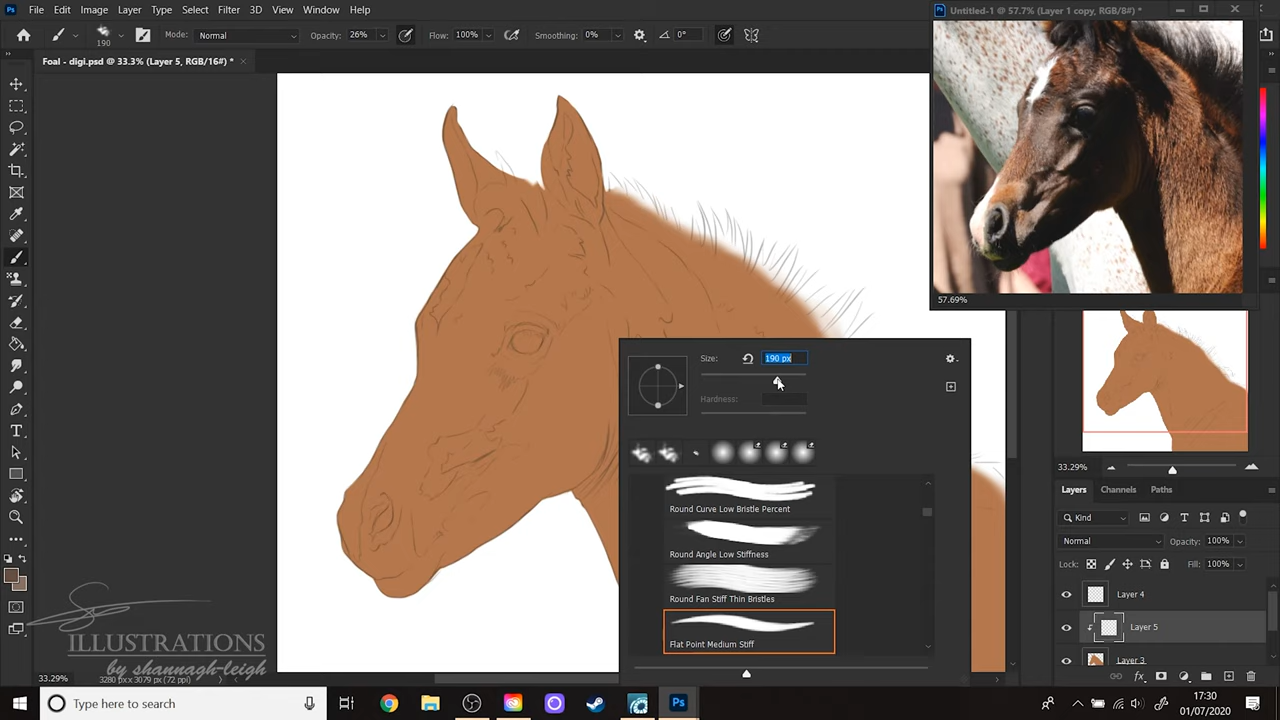 File Edit Image Layer Type Select Filter 3D View Window Help
Untitled-1 @ 57.7% (Layer 1 copy, RGB/8#) *
190
Mode: Normal
Opacity: 26%
Flow: 100%
Smoothing: 0%
0°
Foal - digi.psd @ 33.3% (Layer 5, RGB/16#) *
57.69%
Size:
190 px
Hardness:
Round Curve Low Bristle Percent
Round Angle Low Stiffness
Round Fan Stiff Thin Bristles
Flat Point Medium Stiff
33.29%
Layers Channels Paths
Kind
Normal
Opacity: 100%
Lock:
Fill: 100%
Layer 4
Layer 5
Layer 3
ILLUSTRATIONS
by shannagh-leigh
33.29%
3280 px x 3079 px (72 ppi)
Type here to search
17:30
01/07/2020